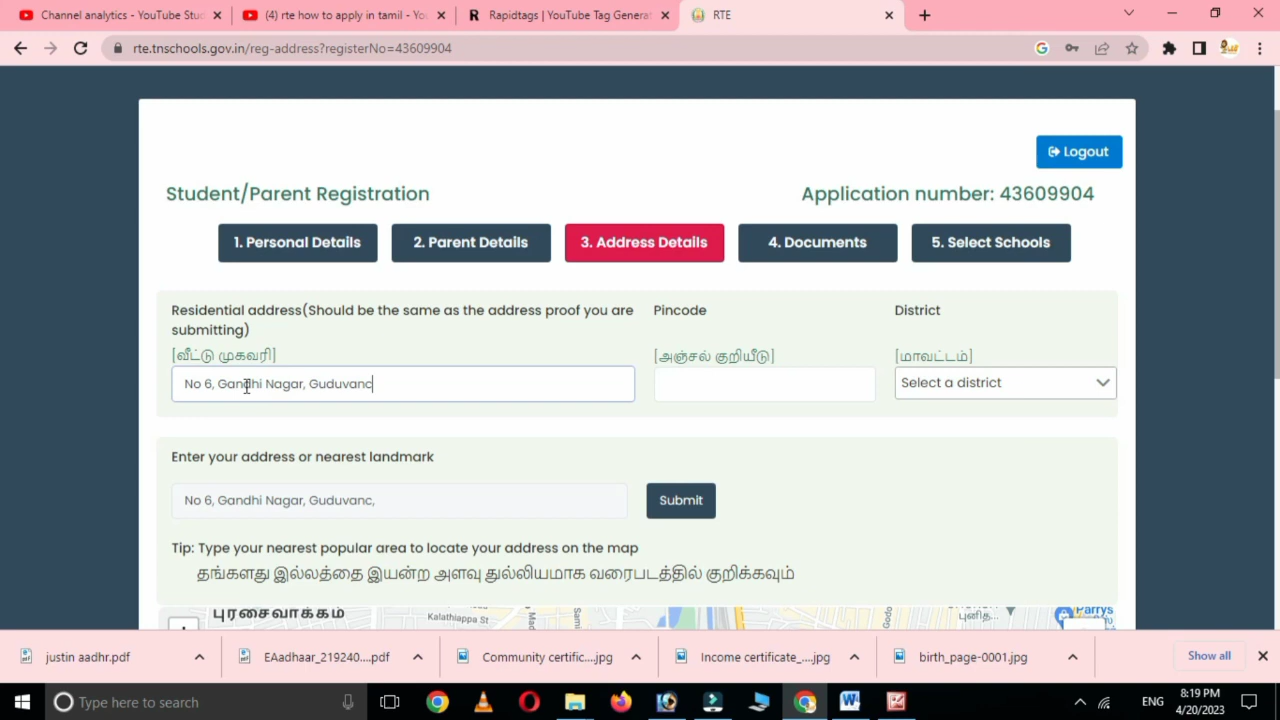 Channel analytics - YouTube Stud
(4) rte how to apply in tamil - You
Rapidtags | YouTube Tag Generat
RTE
rte.tnschools.gov.in/reg-address?registerNo=43609904
Logout
Student/Parent Registration
Application number: 43609904
1. Personal Details
2. Parent Details
3. Address Details
4. Documents
5. Select Schools
Residential address(Should be the same as the address proof you are
submitting)
[வீட்டு முகவரி]
No 6, Gandhi Nagar, Guduvanc
Pincode
[அஞ்சல் குறியீடு]
District
[மாவட்டம்]
Select a district
Enter your address or nearest landmark
No 6, Gandhi Nagar, Guduvanc,
Submit
Tip: Type your nearest popular area to locate your address on the map
தங்களது இல்லத்தை இயன்ற அளவு துல்லியமாக வரைபடத்தில் குறிக்கவும்
புரசைவாக்கம்
Kalathiappa St
Parrys
புனித...
justin aadhr.pdf
EAadhaar_219240....pdf
Community certific....jpg
Income certificate_....jpg
birth_page-0001.jpg
Show all
Type here to search
ENG
8:19 PM
4/20/2023